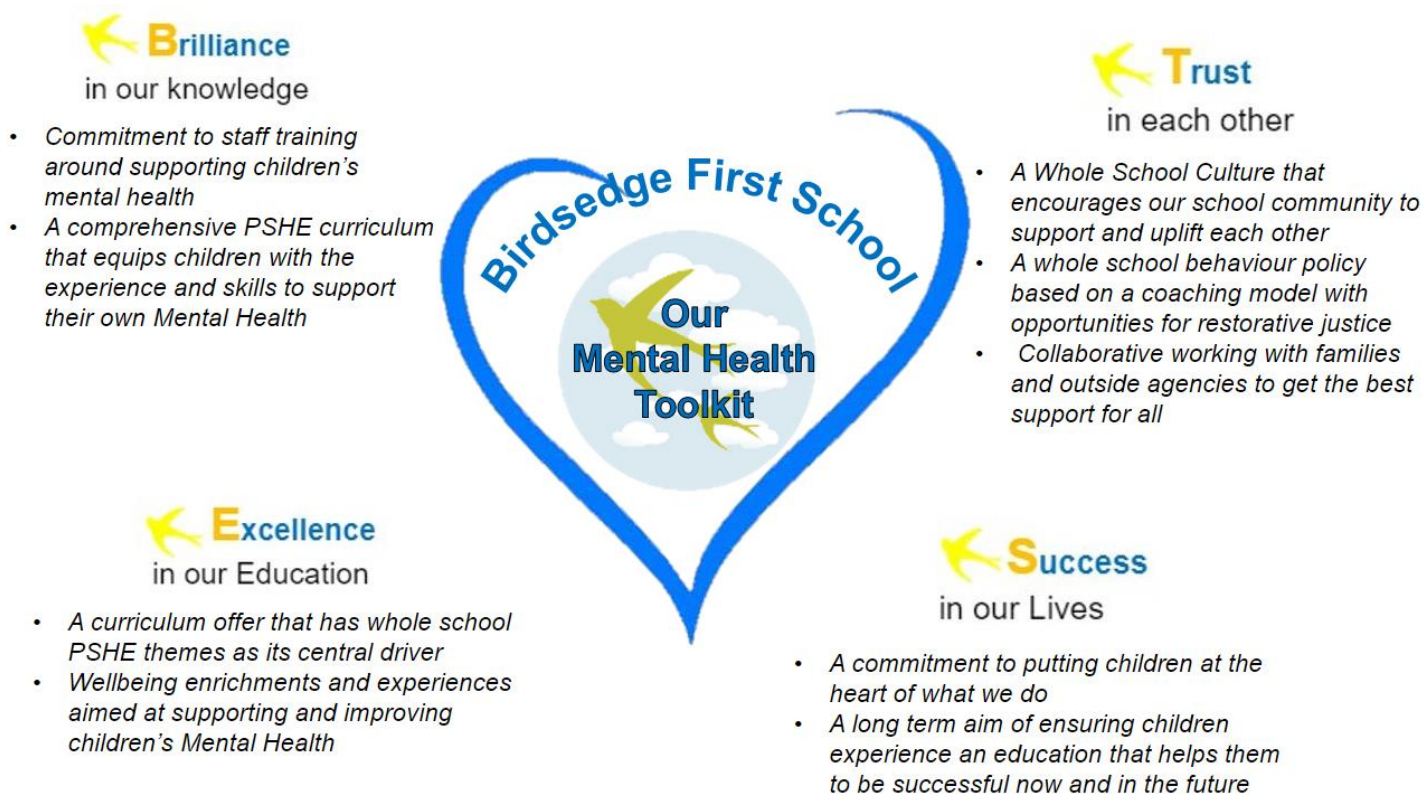 Brilliance
in our knowledge
• Commitment to staff training
around supporting children's
mental health
• A comprehensive PSHE curriculum
that equips children with the
experience and skills to support
their own Mental Health
Trust
in each other
• A Whole School Culture that
encourages our school community to
support and uplift each other
• A whole school behaviour policy
based on a coaching model with
opportunities for restorative justice
• Collaborative working with families
and outside agencies to get the best
support for all
Birdsedge First School
Our
Mental Health
Toolkit
Excellence
in our Education
• A curriculum offer that has whole school
PSHE themes as its central driver
• Wellbeing enrichments and experiences
aimed at supporting and improving
children's Mental Health
Success
in our Lives
• A commitment to putting children at the
heart of what we do
• A long term aim of ensuring children
experience an education that helps them
to be successful now and in the future